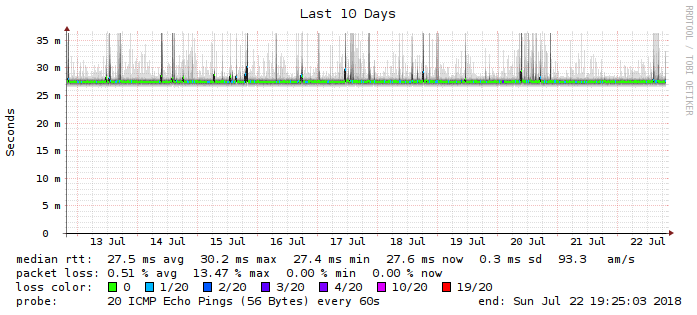 Last 10 Days
RRDTOOL / TOBI OETIKER
Seconds
35 m
30 m
25 m
20 m
15 m
10 m
5 m
0
13 Jul 14 Jul 15 Jul 16 Jul 17 Jul 18 Jul 19 Jul 20 Jul 21 Jul 22 Jul
median rtt: 27.5 ms avg 30.2 ms max 27.4 ms min 27.6 ms now 0.3 ms sd 93.3 am/s
packet loss: 0.51 % avg 13.47 % max 0.00 % min 0.00 % now
loss color: 0 1/20 2/20 3/20 4/20 10/20 19/20
probe: 20 ICMP Echo Pings (56 Bytes) every 60s end: Sun Jul 22 19:25:03 2018